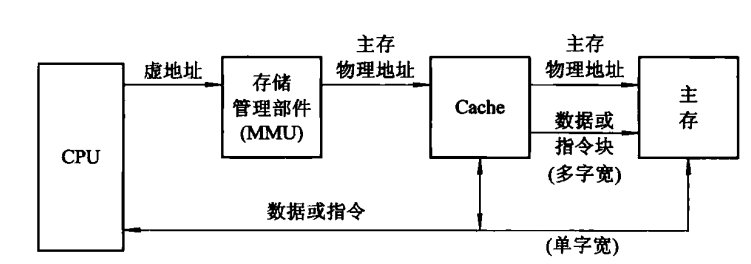 CPU
虚地址
存储
管理部件
(MMU)
主存
物理地址
Cache
主存
物理地址
数据或
指令块
(多字宽)
主
存
数据或指令
(单字宽)